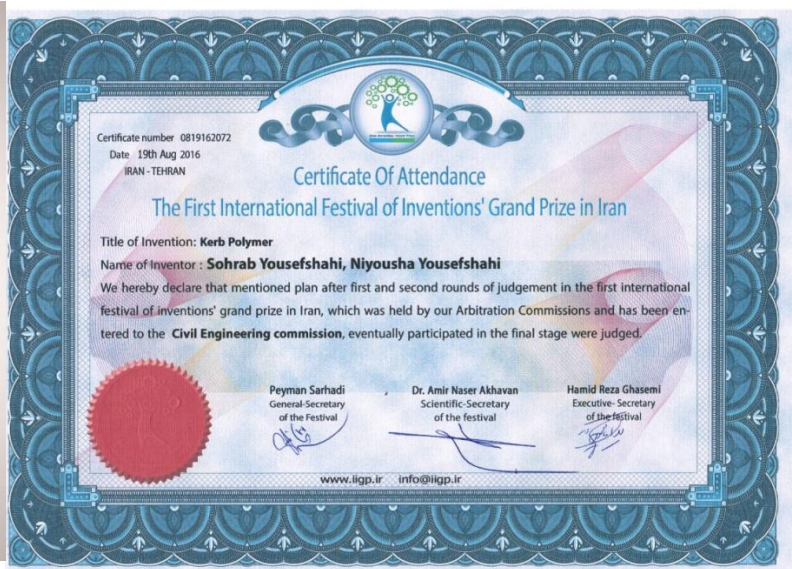 Certificate number 0819162072
Date 19th Aug 2016
IRAN - TEHRAN
Certificate Of Attendance
The First International Festival of Inventions' Grand Prize in Iran
Title of Invention: Kerb Polymer
Name of Inventor : Sohrab Yousefshahi, Niyousha Yousefshahi
We hereby declare that mentioned plan after first and second rounds of judgement in the first international
festival of inventions' grand prize in Iran, which was held by our Arbitration Commissions and has been en-
tered to the Civil Engineering commission, eventually participated in the final stage were judged.
Peyman Sarhadi
General-Secretary
of the Festival
Dr. Amir Naser Akhavan
Scientific-Secretary
of the festival
Hamid Reza Ghasemi
Executive- Secretary
of the festival
www.iigp.ir info@iigp.ir